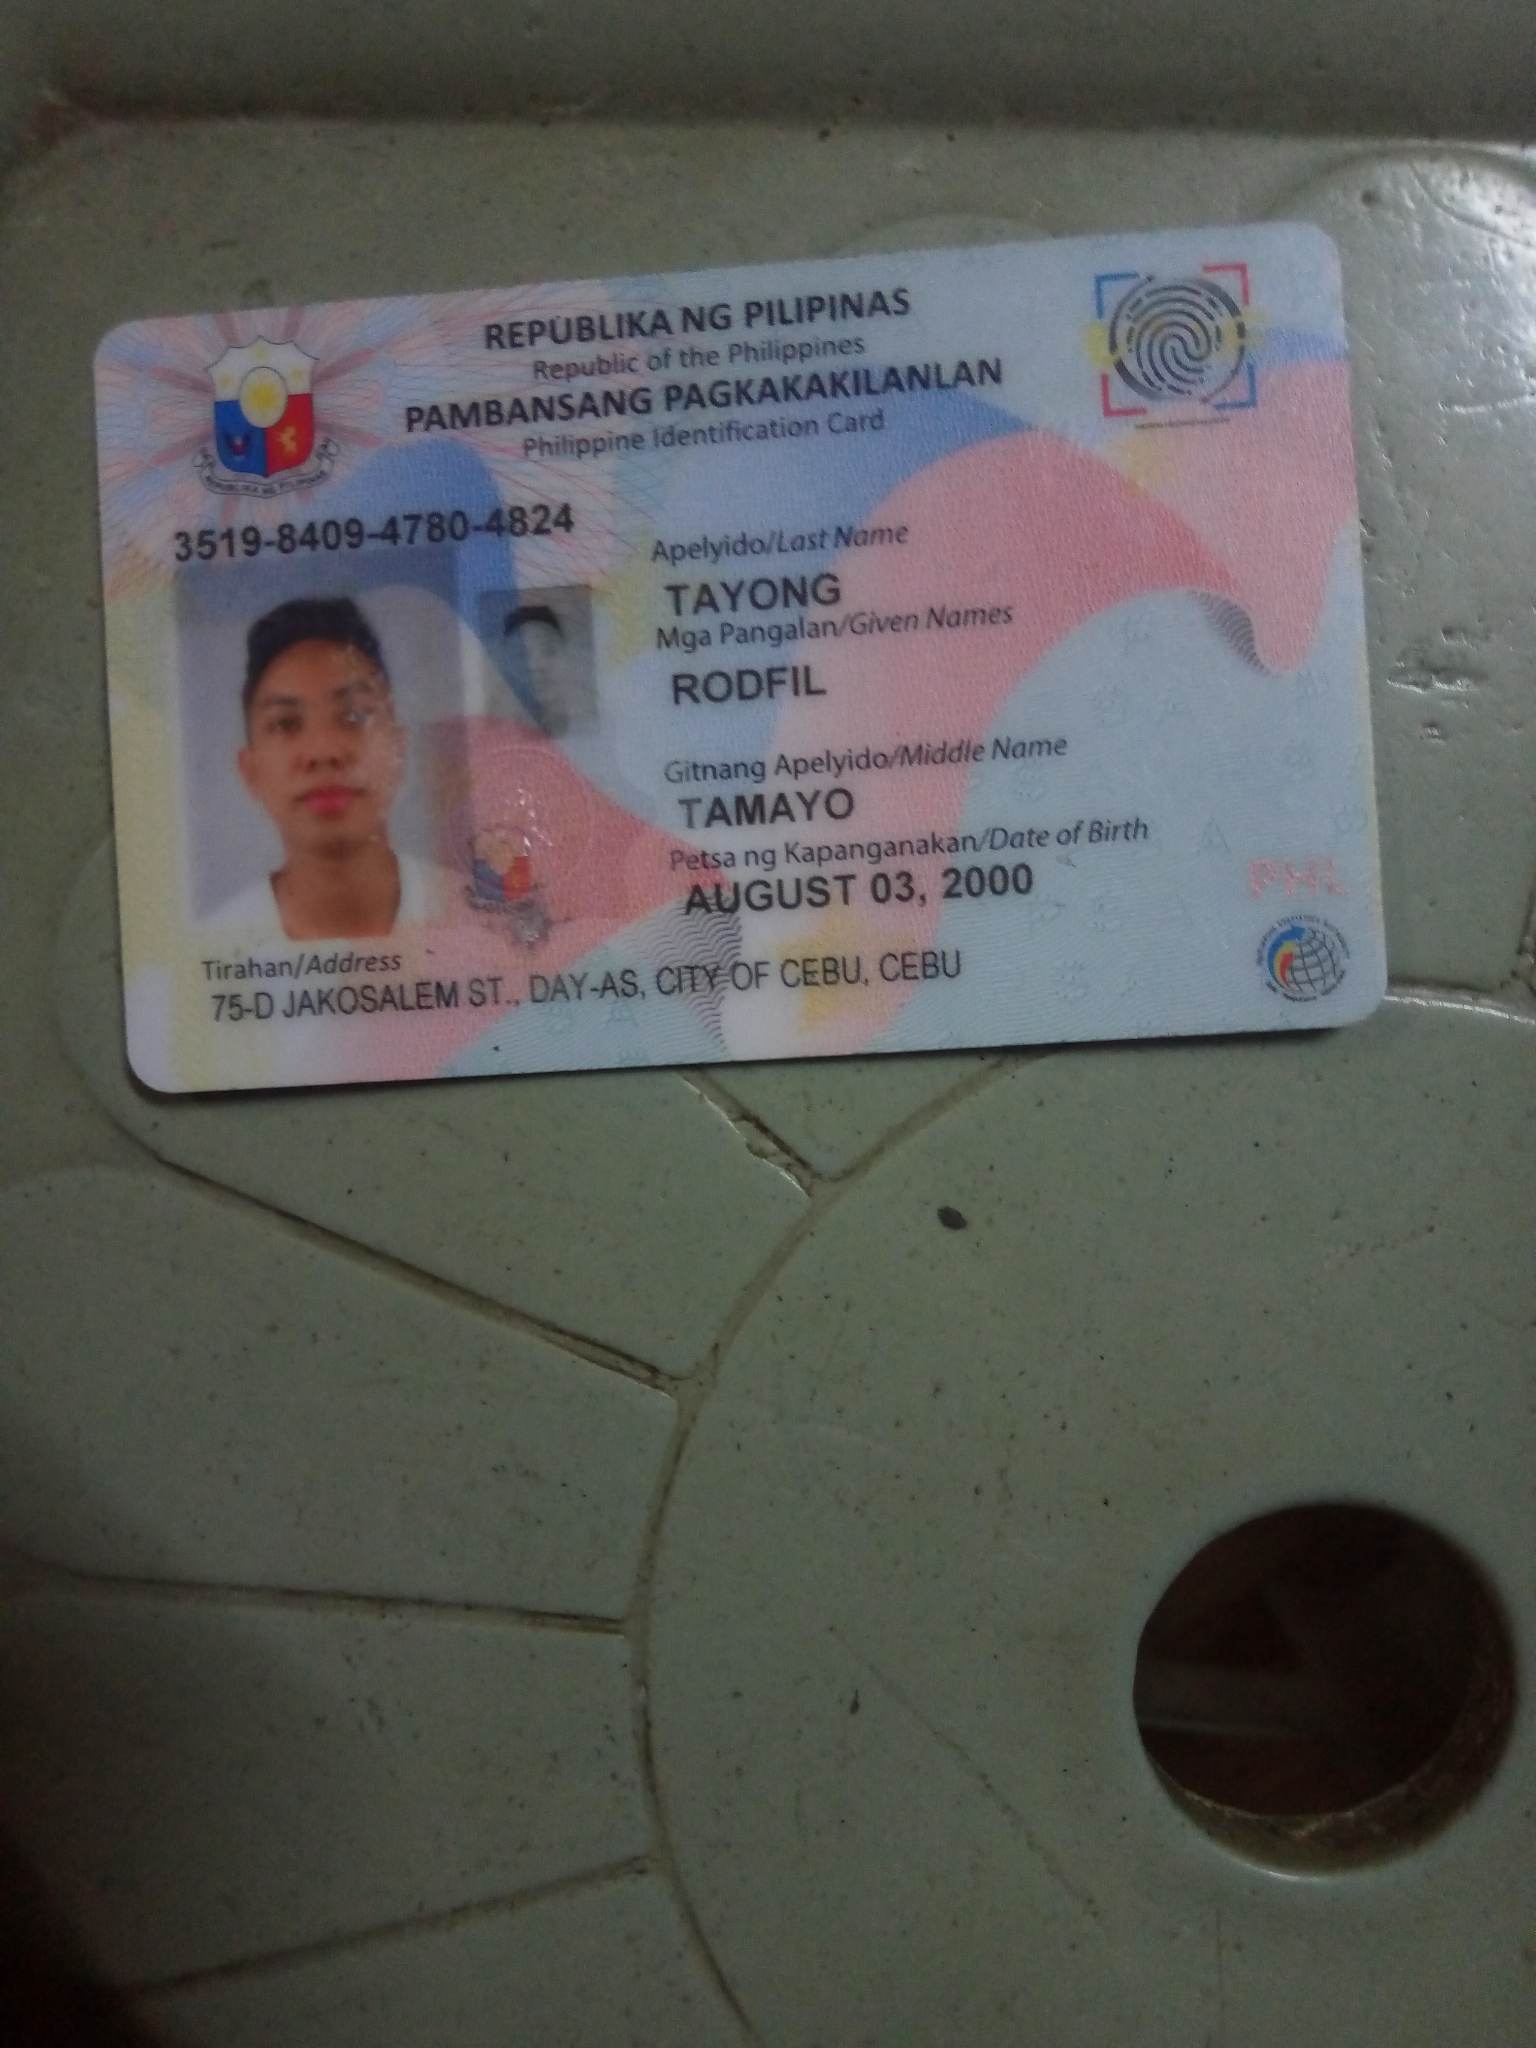 REPUBLIKA NG PILIPINAS
Republic of the Philippines
PAMBANSANG PAGKAKAKILANLAN
Philippine Identification Card
3519-8409-4780-4824
Apelyido/Last Name
TAYONG
Mga Pangalan/Given Names
RODFIL
Gitnang Apelyido/Middle Name
TAMAYO
Petsa ng Kapanganakan/Date of Birth
AUGUST 03, 2000
PHL
Tirahan/Address
75-D JAKOSALEM ST., DAY-AS, CITY OF CEBU, CEBU